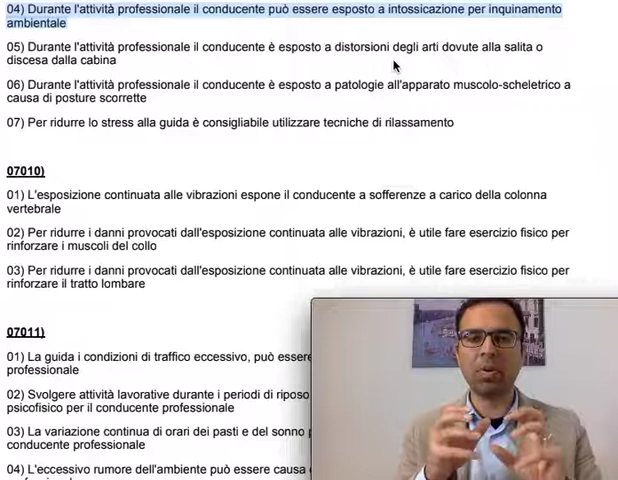 04) Durante l'attività professionale il conducente può essere esposto a intossicazione per inquinamento
ambientale
05) Durante l'attività professionale il conducente è esposto a distorsioni degli arti dovute alla salita o
discesa dalla cabina
06) Durante l'attività professionale il conducente è esposto a patologie all'apparato muscolo-scheletrico a
causa di posture scorrette
07) Per ridurre lo stress alla guida è consigliabile utilizzare tecniche di rilassamento
07010)
01) L'esposizione continuata alle vibrazioni espone il conducente a sofferenze a carico della colonna
vertebrale
02) Per ridurre i danni provocati dall'esposizione continuata alle vibrazioni, è utile fare esercizio fisico per
rinforzare i muscoli del collo
03) Per ridurre i danni provocati dall'esposizione continuata alle vibrazioni, è utile fare esercizio fisico per
rinforzare il tratto lombare
07011)
01) La guida i condizioni di traffico eccessivo, può essere
professionale
02) Svolgere attività lavorative durante i periodi di riposo
psicofisico per il conducente professionale
03) La variazione continua di orari dei pasti e del sonno
conducente professionale
04) L'eccessivo rumore dell'ambiente può essere causa